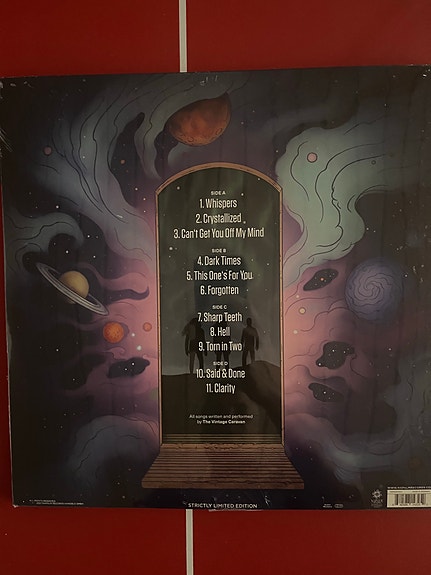 SIDE A
1. Whispers
2. Crystallized
3. Can't Get You Off My Mind
SIDE B
4. Dark Times
5. This One's For You
6. Forgotten
SIDE C
7. Sharp Teeth
8. Hell
9. Torn in Two
SIDE D
10. Said & Done
11. Clarity
All songs written and performed
by The Vintage Caravan
STRICTLY LIMITED EDITION